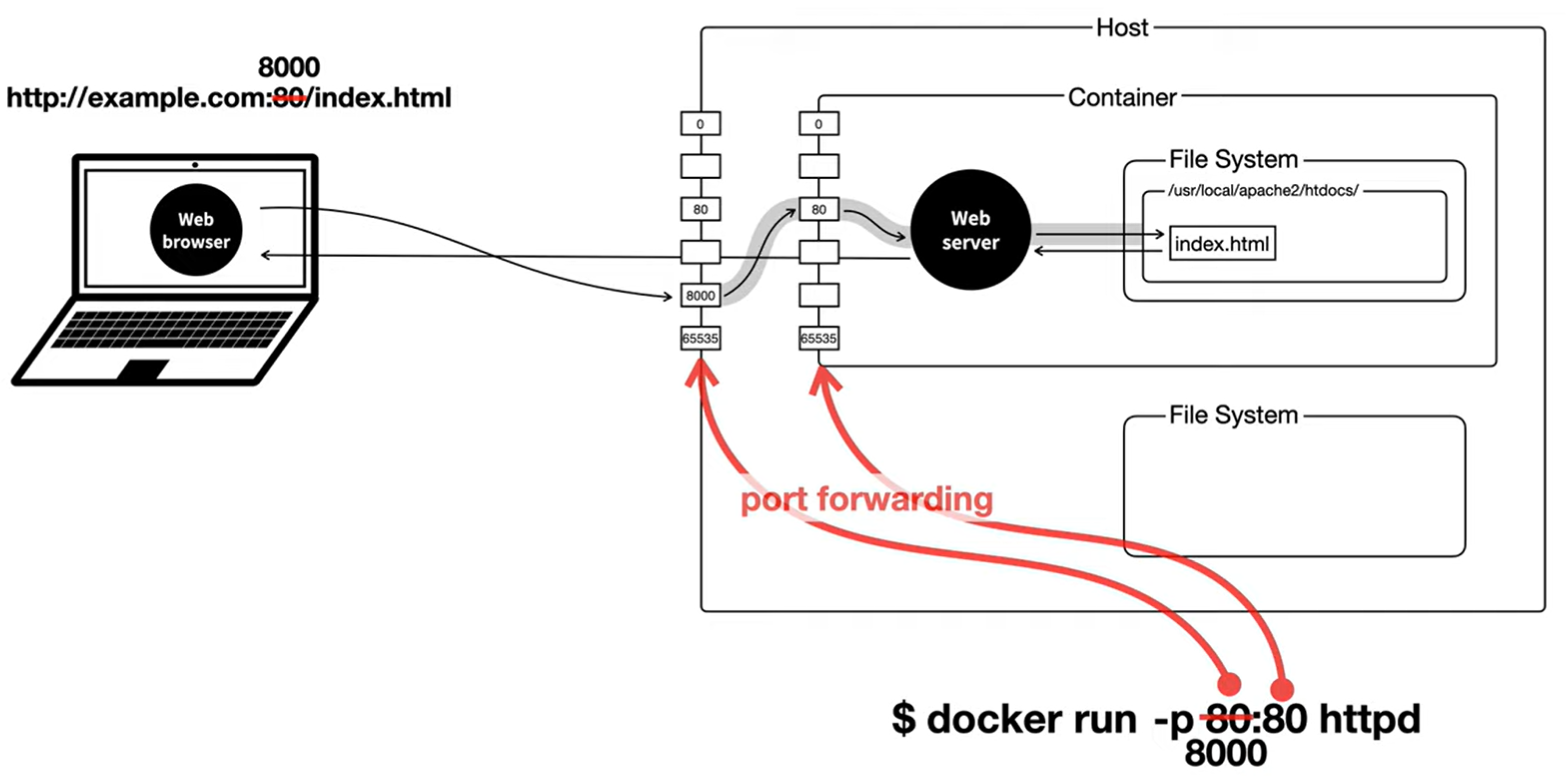 8000
http://example.com:80/index.html
Web
browser
Host
0
80
8000
65535
Container
0
80
65535
Web
server
File System
/usr/local/apache2/htdocs/
index.html
File System
port forwarding
$ docker run -p 80:80 httpd
8000